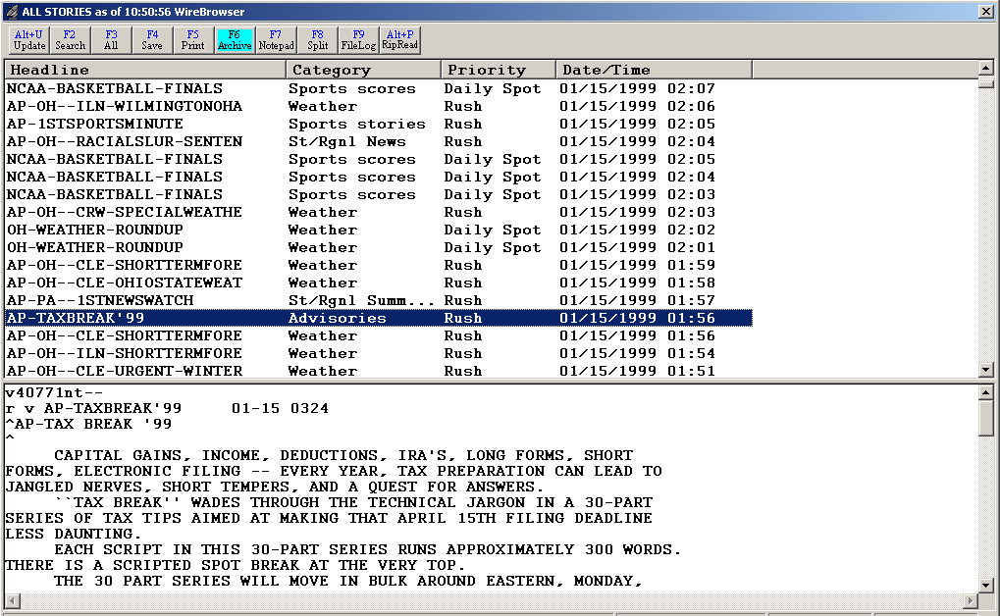 ALL STORIES as of 10:50:56 WireBrowser
Alt+U F2 F3 F4 F5 F6 F7 F8 F9 Alt+P
Update Search All Save Print Archive Notepad Split FileLog RipRead
Headline Category Priority Date/Time
NCAA-BASKETBALL-FINALS Sports scores Daily Spot 01/15/1999 02:07
AP-OH--ILN-WILMINGTONOHA Weather Rush 01/15/1999 02:06
AP-1STSPORTSMINUTE Sports stories Rush 01/15/1999 02:05
AP-OH--RACIALSLUR-SENTEN St/Rgnl News Rush 01/15/1999 02:04
NCAA-BASKETBALL-FINALS Sports scores Daily Spot 01/15/1999 02:05
NCAA-BASKETBALL-FINALS Sports scores Daily Spot 01/15/1999 02:04
NCAA-BASKETBALL-FINALS Sports scores Daily Spot 01/15/1999 02:03
AP-OH--CRW-SPECIALWEATHE Weather Rush 01/15/1999 02:03
OH-WEATHER-ROUNDUP Weather Daily Spot 01/15/1999 02:02
OH-WEATHER-ROUNDUP Weather Daily Spot 01/15/1999 02:01
AP-OH--CLE-SHORTTERMFORE Weather Rush 01/15/1999 01:59
AP-OH--CLE-OHIOSTATEWEAT Weather Rush 01/15/1999 01:58
AP-PA--1STNEWSWATCH St/Rgnl Summ... Rush 01/15/1999 01:57
AP-TAXBREAK'99 Advisories Rush 01/15/1999 01:56
AP-OH--CLE-SHORTTERMFORE Weather Rush 01/15/1999 01:56
AP-OH--ILN-SHORTTERMFORE Weather Rush 01/15/1999 01:54
AP-OH--CLE-URGENT-WINTER Weather Rush 01/15/1999 01:51
v40771nt--
r v AP-TAXBREAK'99 01-15 0324
^AP-TAX BREAK '99
^
CAPITAL GAINS, INCOME, DEDUCTIONS, IRA'S, LONG FORMS, SHORT
FORMS, ELECTRONIC FILING -- EVERY YEAR, TAX PREPARATION CAN LEAD TO
JANGLED NERVES, SHORT TEMPERS, AND A QUEST FOR ANSWERS.
``TAX BREAK'' WADES THROUGH THE TECHNICAL JARGON IN A 30-PART
SERIES OF TAX TIPS AIMED AT MAKING THAT APRIL 15TH FILING DEADLINE
LESS DAUNTING.
EACH SCRIPT IN THIS 30-PART SERIES RUNS APPROXIMATELY 300 WORDS.
THERE IS A SCRIPTED SPOT BREAK AT THE VERY TOP.
THE 30 PART SERIES WILL MOVE IN BULK AROUND EASTERN, MONDAY,